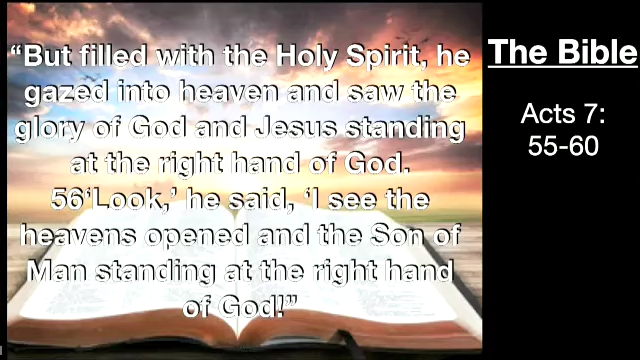 “But filled with the Holy Spirit, he
gazed into heaven and saw the
glory of God and Jesus standing
at the right hand of God.
56‘Look,’ he said, ‘I see the
heavens opened and the Son of
Man standing at the right hand
of God!”
The Bible
Acts 7:
55-60